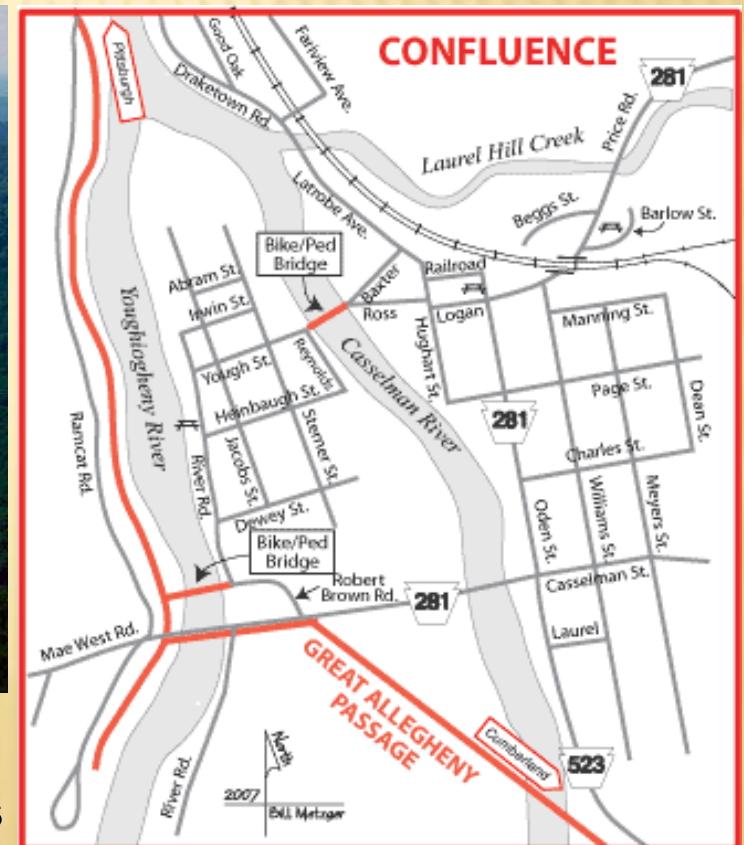 CONFLUENCE
Pittsburgh
Good Oak
Fariview Ave.
Draketown Rd.
281
Price Rd.
Laurel Hill Creek
Latrobe Ave.
Beggs St.
Barlow St.
Bike/Ped
Bridge
Abram St.
Irwin St.
Baxter
Railroad
Ross
Logan
Manning St.
Youghiogheny River
Yough St.
Reynolds
Casselman River
Hughart St.
Page St.
Dean St.
Heinbaugh St.
281
Ramcat Rd.
River Rd.
Jacobs St.
Sterner St.
Charles St.
Dewey St.
Oden St.
Williams St.
Meyers St.
Bike/Ped
Bridge
Robert
Brown Rd.
281
Casselman St.
Mae West Rd.
Laurel
GREAT ALLEGHENY
PASSAGE
Cumberland
523
River Rd.
North
2007
Bill Metzger